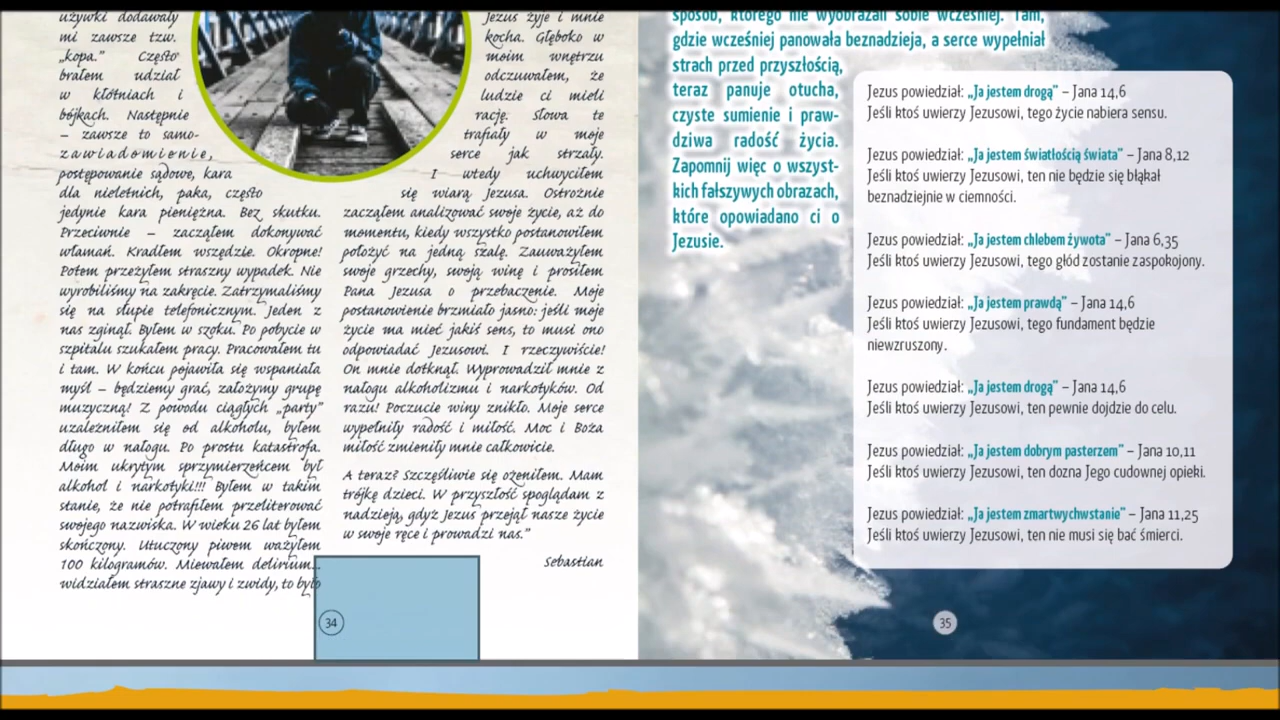 używki dodawały
mi zawsze tzw.
„kopa.” Często
brałem udział
w kłótniach i
bójkach. Następnie
– zawsze to samo-
zawiadomienie,
postępowanie sądowe, kara
dla nieletnich, paka, często
jedynie kara pieniężna. Bez skutku.
Przeciwnie – zacząłem dokonywać
włamań. Kradłem wszędzie. Okropne!
Potem przeżyłem straszny wypadek. Nie
wyrobiliśmy na zakręcie. Zatrzymaliśmy
się na słupie telefonicznym. Jeden z
nas zginął. Byłem w szoku. Po pobycie w
szpitalu szukałem pracy. Pracowałem tu
i tam. W końcu pojawiła się wspaniała
myśl – będziemy grać, założymy grupę
muzyczną! Z powodu ciągłych „party”
uzależniłem się od alkoholu, byłem
długo w nałogu. Po prostu katastrofa.
Moim ukrytym sprzymierzeńcem był
alkohol i narkotyki!!! Byłem w takim
stanie, że nie potrafiłem przeliterować
swojego nazwiska. W wieku 26 lat byłem
skończony. Utuczony piwem ważyłem
100 kilogramów. Miewałem delirium...
widziałem straszne zjawy i zwidy, to było
34
Jezus żyje i mnie
kocha. Głęboko w
moim wnętrzu
odczuwałem, że
ludzie ci mieli
rację. Słowa te
trafiały w moje
serce jak strzały.
I wtedy uchwyciłem
się wiarą Jezusa. Ostrożnie
zacząłem analizować swoje życie, aż do
momentu, kiedy wszystko postanowiłem
położyć na jedną szalę. Zauważyłem
swoje grzechy, swoją winę i prosiłem
Pana Jezusa o przebaczenie. Moje
postanowienie brzmiało jasno: jeśli moje
życie ma mieć jakiś sens, to musi ono
odpowiadać Jezusowi. I rzeczywiście!
On mnie dotknął. Wyprowadził mnie z
nałogu alkoholizmu i narkotyków. Od
razu! Poczucie winy znikło. Moje serce
wypełniły radość i miłość. Moc i Boża
miłość zmieniły mnie całkowicie.
A teraz? Szczęśliwie się ożeniłem. Mam
trójkę dzieci. W przyszłość spoglądam z
nadzieją, gdyż Jezus przejął nasze życie
w swoje ręce i prowadzi nas.”
Sebastian
sposób, którego nie wyobrażali sobie wcześniej. Tam,
gdzie wcześniej panowała beznadzieja, a serce wypełniał
strach przed przyszłością,
teraz panuje otucha,
czyste sumienie i praw-
dziwa radość życia.
Zapomnij więc o wszyst-
kich fałszywych obrazach,
które opowiadano ci o
Jezusie.
Jezus powiedział: „Ja jestem drogą” – Jana 14,6
Jeśli ktoś uwierzy Jezusowi, tego życie nabiera sensu.
Jezus powiedział: „Ja jestem światłością świata” – Jana 8,12
Jeśli ktoś uwierzy Jezusowi, ten nie będzie się błąkał
beznadziejnie w ciemności.
Jezus powiedział: „Ja jestem chlebem żywota” – Jana 6,35
Jeśli ktoś uwierzy Jezusowi, tego głód zostanie zaspokojony.
Jezus powiedział: „Ja jestem prawdą” – Jana 14,6
Jeśli ktoś uwierzy Jezusowi, tego fundament będzie
niewzruszony.
Jezus powiedział: „Ja jestem drogą” – Jana 14,6
Jeśli ktoś uwierzy Jezusowi, ten pewnie dojdzie do celu.
Jezus powiedział: „Ja jestem dobrym pasterzem” – Jana 10,11
Jeśli ktoś uwierzy Jezusowi, ten dozna Jego cudownej opieki.
Jezus powiedział: „Ja jestem zmartwychwstanie” – Jana 11,25
Jeśli ktoś uwierzy Jezusowi, ten nie musi się bać śmierci.
35